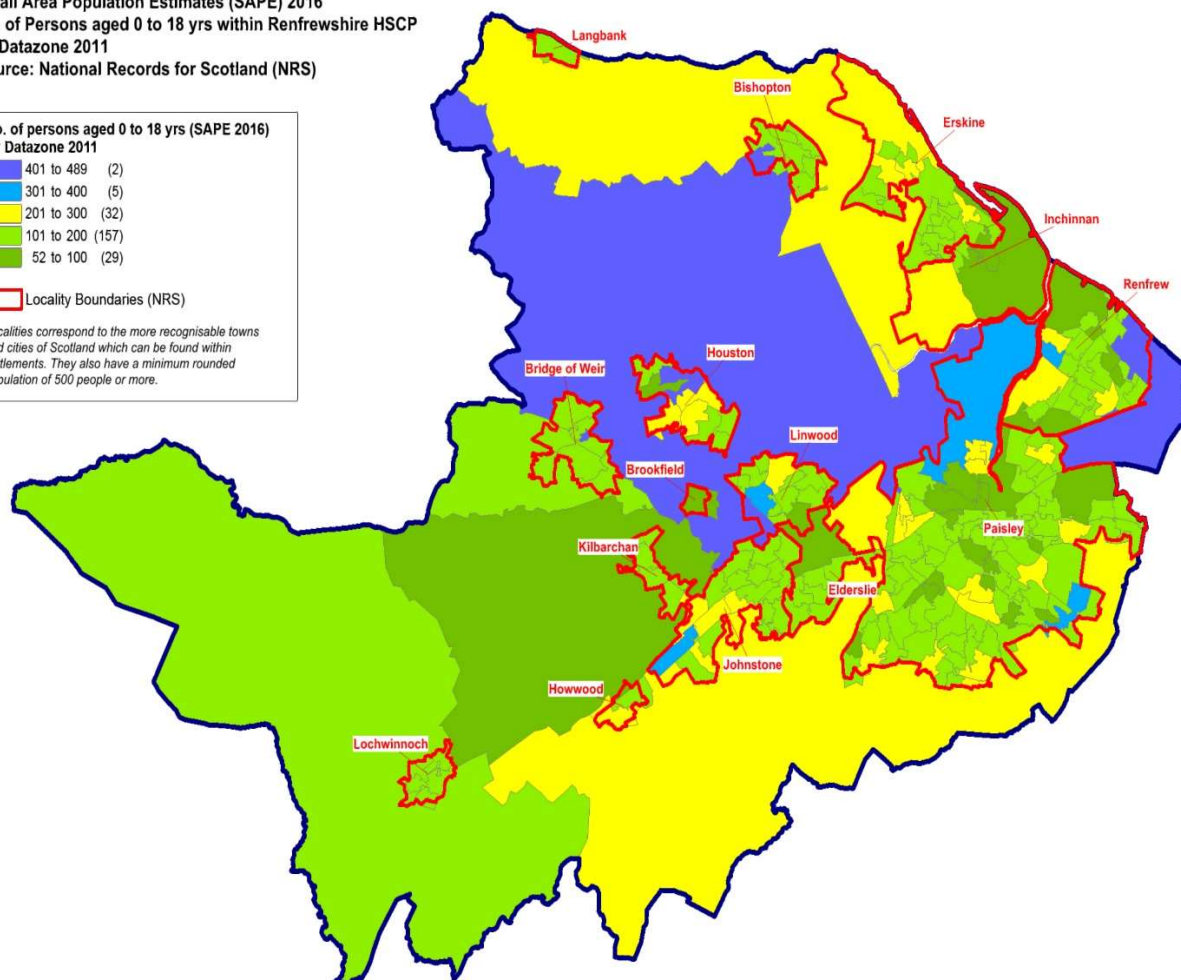 Area Population Estimates (SAPE) 2016
of Persons aged 0 to 18 yrs within Renfrewshire HSCP
Datazone 2011
Source: National Records for Scotland (NRS)
of persons aged 0 to 18 yrs (SAPE 2016)
Datazone 2011
401 to 489 (2)
301 to 400 (5)
201 to 300 (32)
101 to 200 (157)
52 to 100 (29)
Locality Boundaries (NRS)
correspond to the more recognisable towns
cities of Scotland which can be found within
They also have a minimum rounded
of 500 people or more.
Langbank
Bishopton
Erskine
Inchinnan
Renfrew
Houston
Bridge of Weir
Linwood
Brookfield
Paisley
Kilbarchan
Elderslie
Johnstone
Howwood
Lochwinnoch